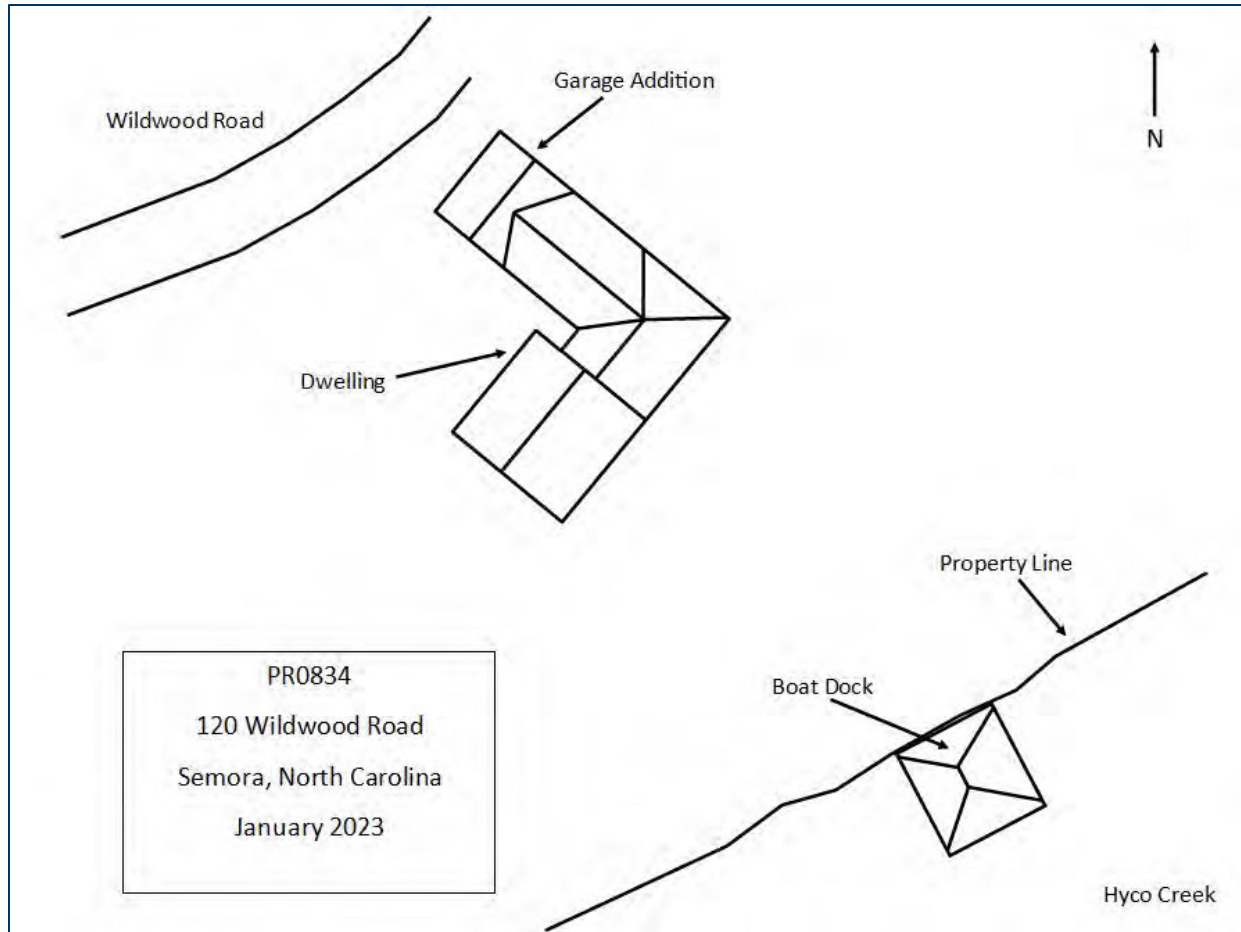 Garage Addition
Wildwood Road
N
Dwelling
Property Line
Boat Dock
PR0834
120 Wildwood Road
Semora, North Carolina
January 2023
Hyco Creek